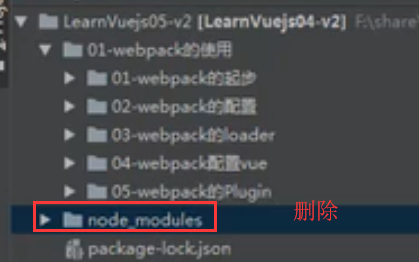 LearnVuejs05-v2 [LearnVuejs04-v2] F:\share
01-webpack的使用
01-webpack的起步
02-webpack的配置
03-webpack的loader
04-webpack配置vue
05-webpack的Plugin
node_modules 删除
package-lock.json